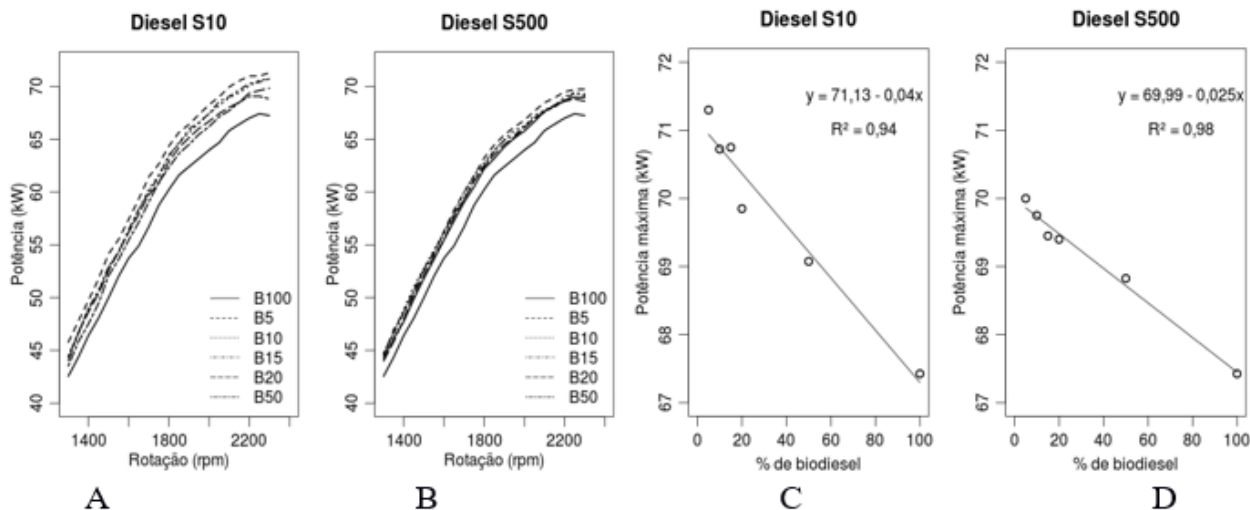 Diesel S10
Potência (kW)
70
65
60
55
50
45
40
B100
B5
B10
B15
B20
B50
1400
1800
2200
Rotação (rpm)
A
Diesel S500
Potência (kW)
70
65
60
55
50
45
40
B100
B5
B10
B15
B20
B50
1400
1800
2200
Rotação (rpm)
B
Diesel S10
Potência máxima (kW)
72
71
70
69
68
67
y = 71,13 - 0,04x
R² = 0,94
0 20 40 60 80 100
% de biodiesel
C
Diesel S500
Potência máxima (kW)
72
71
70
69
68
67
y = 69,99 - 0,025x
R² = 0,98
0 20 40 60 80 100
% de biodiesel
D